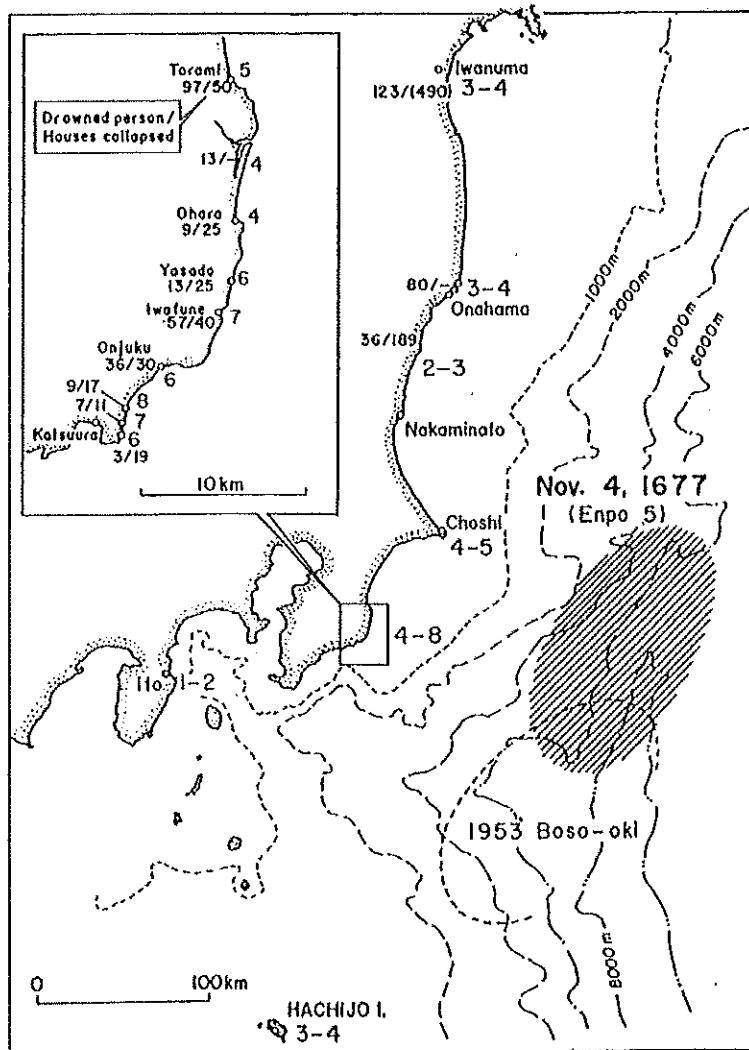 Torami 5
97/50
Drowned person/
Houses collapsed
13/-
4
Ohara 4
9/25
Yasado
13/25 6
Iwafune
57/40 7
Onjuku
36/30 6
9/17
8
7/11
7
Katsuura 6
3/19
10km
Iwanuma
123/(490) 3-4
80/- 3-4
Onahama
36/189
2-3
Nakaminato
Choshi
4-5
4-8
Ito 1-2
1000m
2000m
4000m
6000m
Nov. 4, 1677
(Enpo 5)
1953 Boso-oki
8000m
0 100km
HACHIJO I.
3-4